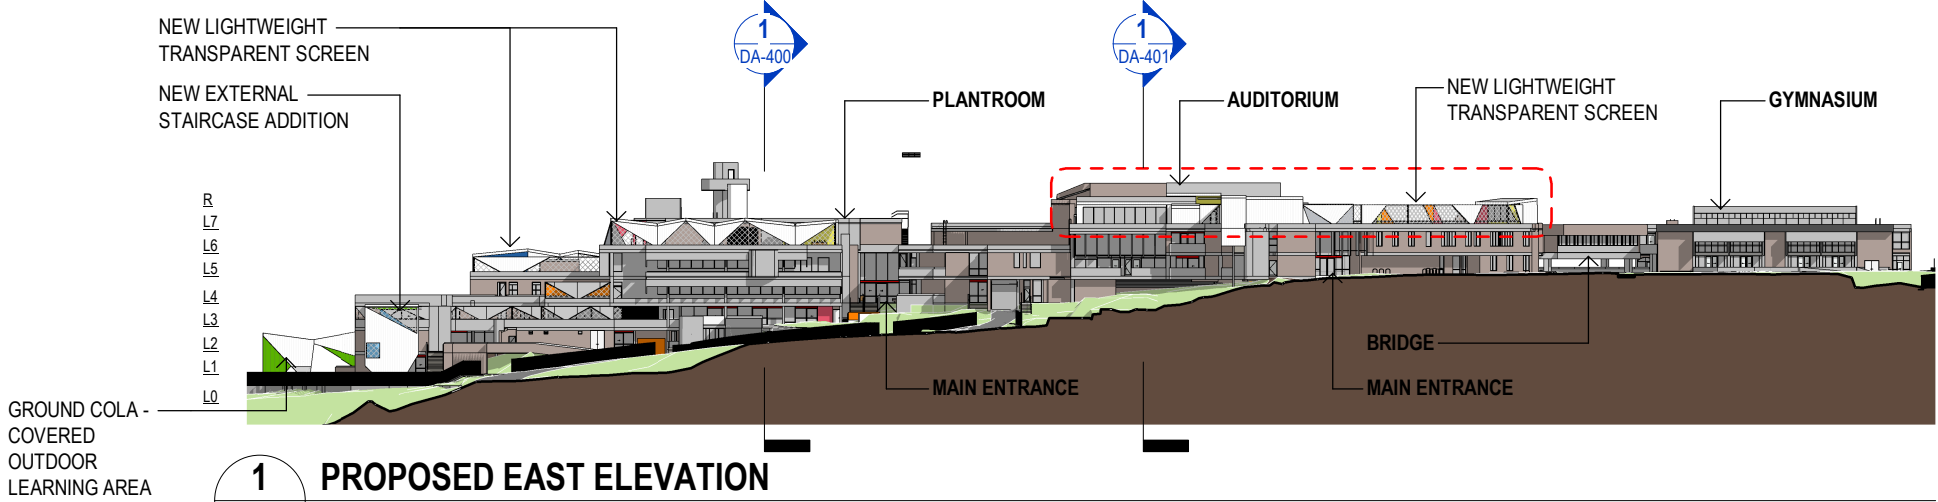 NEW LIGHTWEIGHT
TRANSPARENT SCREEN
NEW EXTERNAL
STAIRCASE ADDITION
1
DA-400
PLANTROOM
1
DA-401
AUDITORIUM
NEW LIGHTWEIGHT
TRANSPARENT SCREEN
GYMNASIUM
R
L7
L6
L5
L4
L3
L2
L1
L0
BRIDGE
MAIN ENTRANCE
MAIN ENTRANCE
GROUND COLA -
COVERED
OUTDOOR
LEARNING AREA
1
PROPOSED EAST ELEVATION